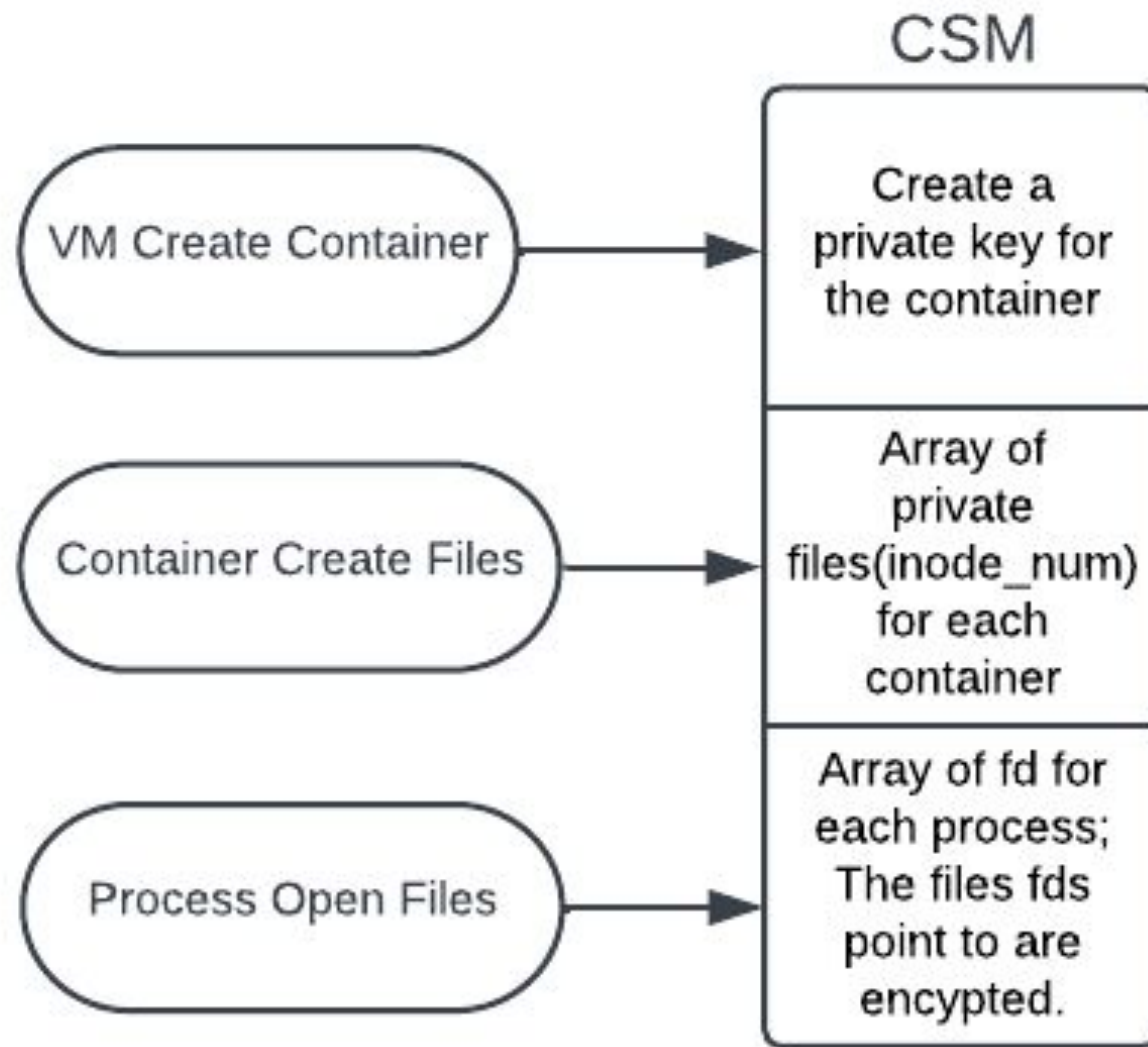 CSM
VM Create Container
Create a
private key for
the container
Container Create Files
Array of
private
files(inode_num)
for each
container
Process Open Files
Array of fd for
each process;
The files fds
point to are
encypted.